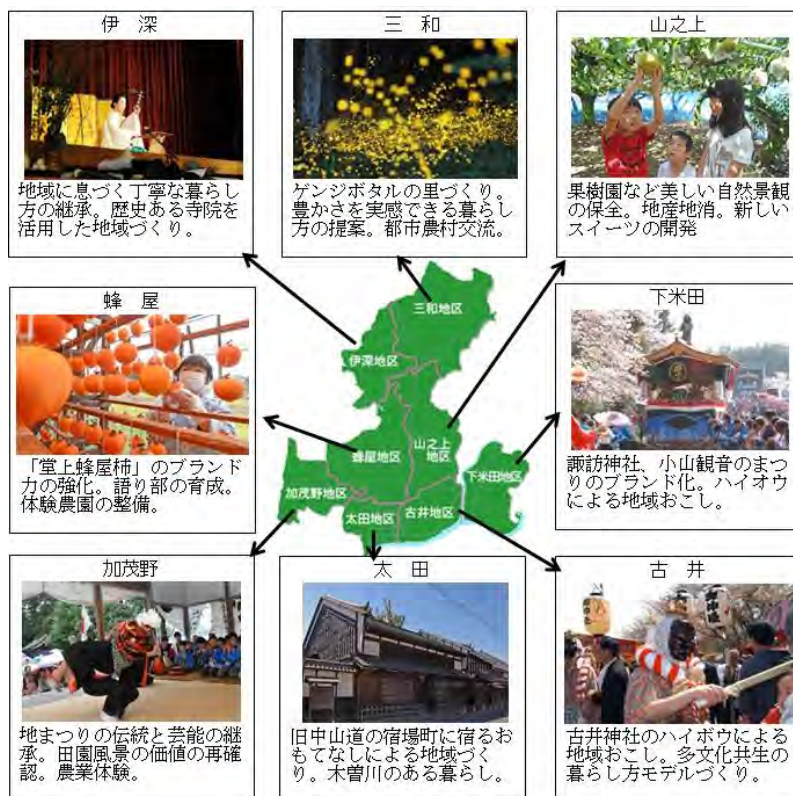 伊 深
地域に息づく丁寧な暮らし
方の継承。歴史ある寺院を
活用した地域づくり。
三 和
ゲンジボタルの里づくり。
豊かさを実感できる暮らし
方の提案。都市農村交流。
山之上
果樹園など美しい自然景観
の保全。地産地消。新しい
スイーツの開発
蜂 屋
「堂上蜂屋柿」のブランド
力の強化。語り部の育成。
体験農園の整備。
三和地区
伊深地区
山之上
地区
蜂屋地区
下米田地区
加茂野地区
古井地区
太田地区
下米田
諏訪神社、小山観音のまつ
りのブランド化。ハイオウ
による地域おこし。
加茂野
地まつりの伝統と芸能の継
承。田園風景の価値の再確
認。農業体験。
太 田
旧中山道の宿場町に宿るお
もてなしによる地域づく
り。木曽川のある暮らし。
古 井
古井神社のハイボウによる
地域おこし。多文化共生の
暮らし方モデルづくり。